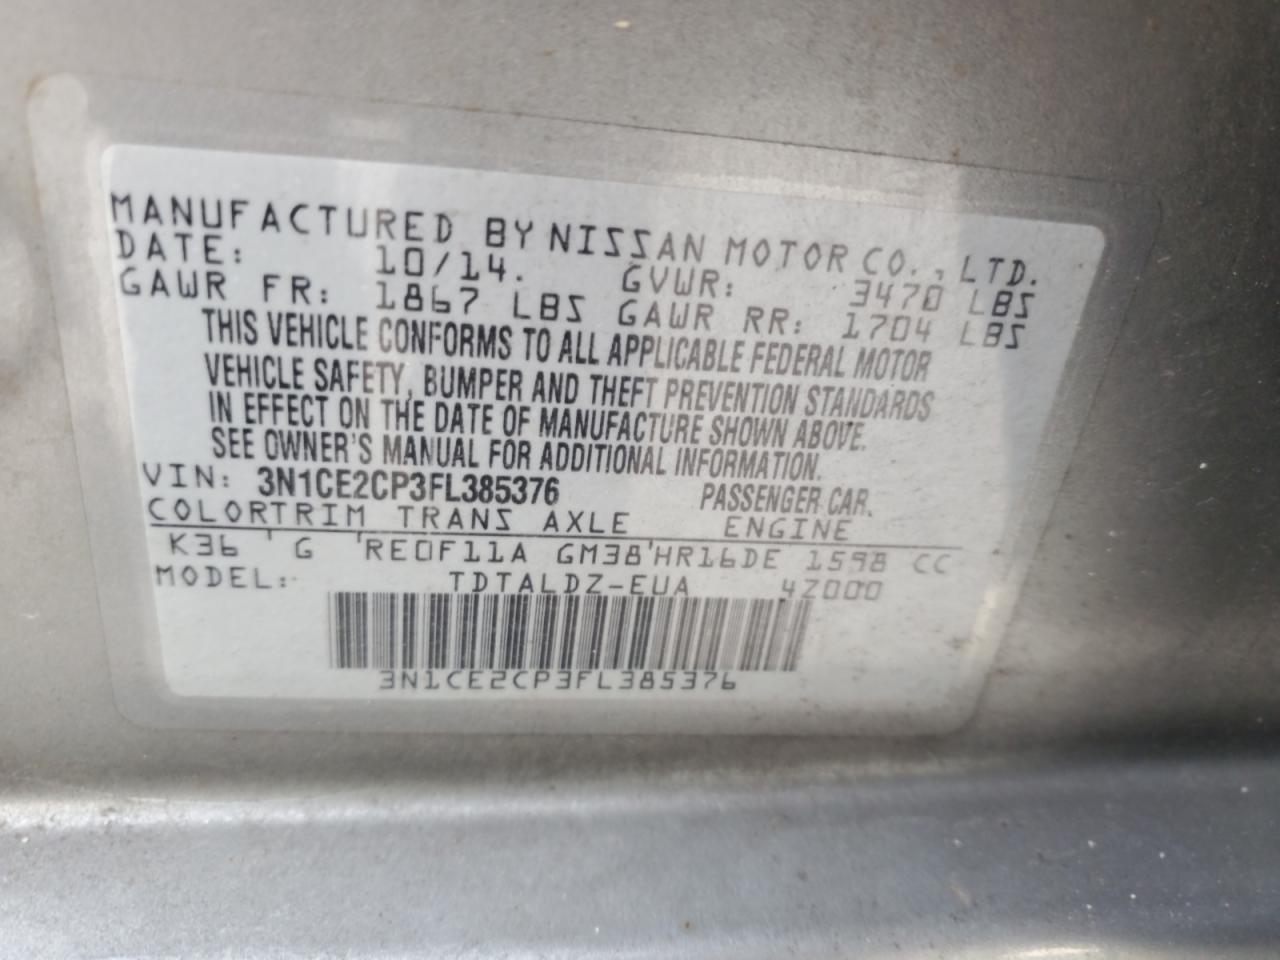 MANUFACTURED BY NISSAN MOTOR CO., LTD.
DATE: 10/14. GVWR: 3470 LBS
GAWR FR: 1867 LBS GAWR RR: 1704 LBS
THIS VEHICLE CONFORMS TO ALL APPLICABLE FEDERAL MOTOR
VEHICLE SAFETY, BUMPER AND THEFT PREVENTION STANDARDS
IN EFFECT ON THE DATE OF MANUFACTURE SHOWN ABOVE.
SEE OWNER'S MANUAL FOR ADDITIONAL INFORMATION.
VIN: 3N1CE2CP3FL385376 PASSENGER CAR.
COLORTRIM TRANS AXLE ENGINE
K36 ' G 'RE0F11A GM38'HR16DE 1598 CC
MODEL: TDTALDZ-EUA 4Z000
3N1CE2CP3FL385376